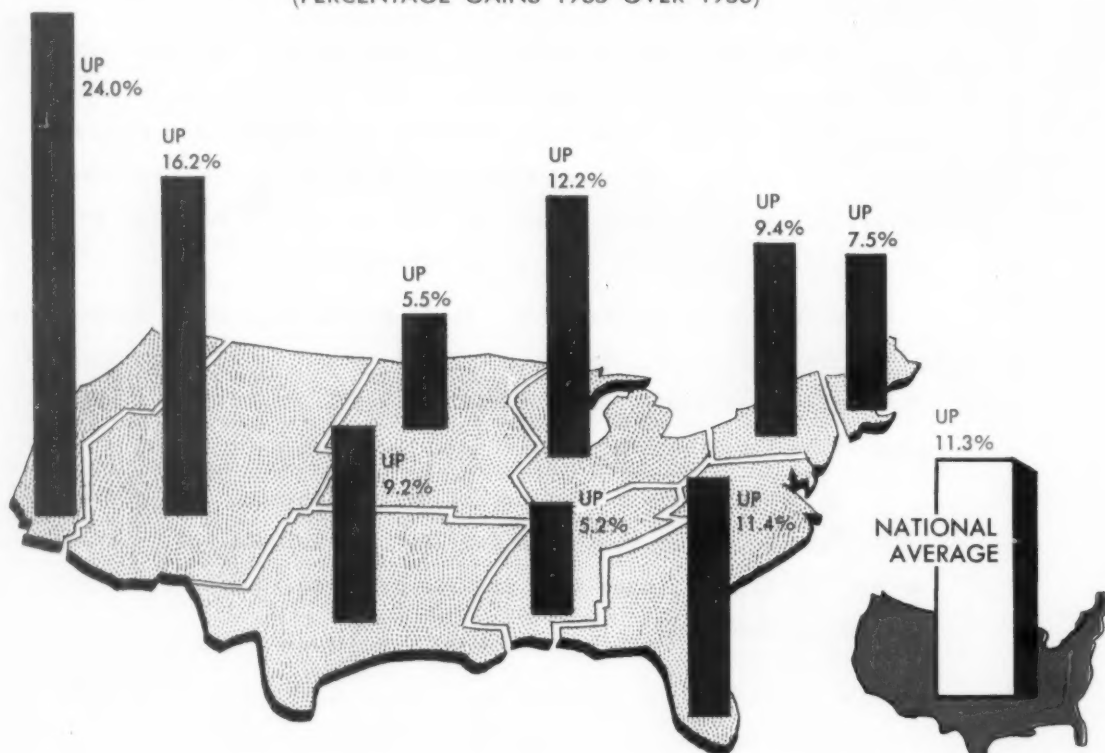 (PERCENTAGE GAINS OVER
UP
24.0%
UP
16.2%
UP
12.2%
UP
9.4%
UP
7.5%
UP
5.5%
UP
11.3%
UP
9.2%
UP
5.2%
UP
11.4%
NATIONAL
AVERAGE